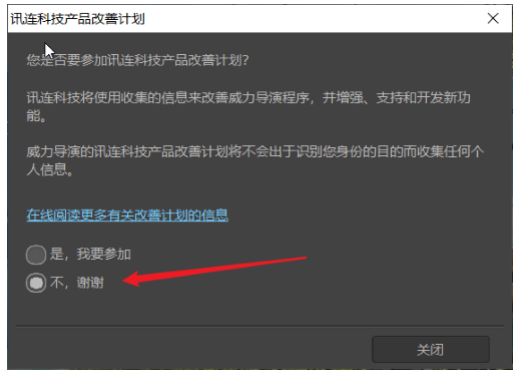 讯连科技产品改善计划
您是否要参加讯连科技产品改善计划?
讯连科技将使用收集的信息来改善威力导演程序，并增强、支持和开发新功
能。
威力导演的讯连科技产品改善计划将不会出于识别您身份的目的而收集任何个
人信息。
在线阅读更多有关改善计划的信息
是，我要参加
不，谢谢
关闭